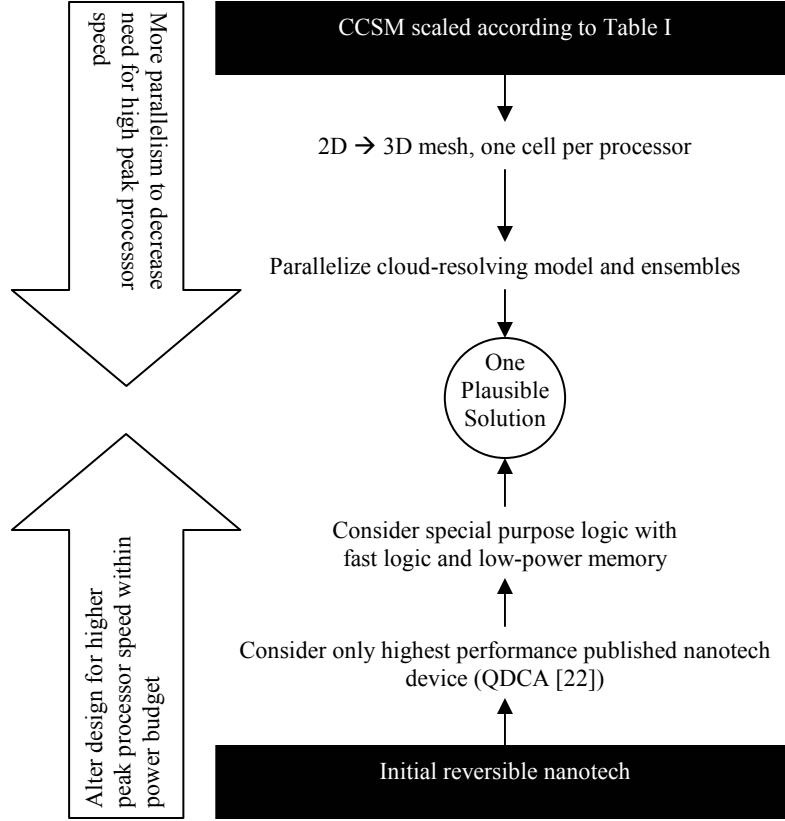 CCSM scaled according to Table I
More parallelism to decrease
need for high peak processor
speed
2D → 3D mesh, one cell per processor
Parallelize cloud-resolving model and ensembles
One
Plausible
Solution
Consider special purpose logic with
fast logic and low-power memory
Alter design for higher
peak processor speed within
power budget
Consider only highest performance published nanotech
device (QDCA [22])
Initial reversible nanotech